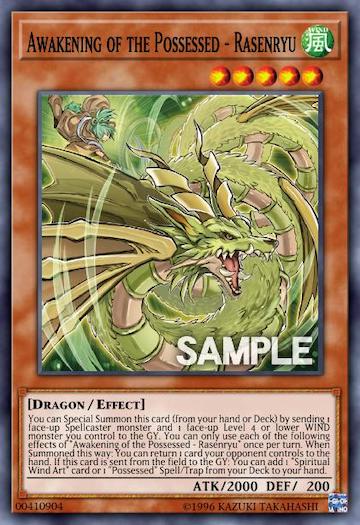 AWAKENING OF THE POSSESSED - RASENRYU
WIND
風
SAMPLE
[DRAGON / EFFECT]
You can Special Summon this card (from your hand or Deck) by sending 1
face-up Spellcaster monster and 1 face-up Level 4 or lower WIND
monster you control to the GY. You can only use each of the following
effects of "Awakening of the Possessed - Rasenryu" once per turn. When
Summoned this way: You can return 1 card your opponent controls to the
hand. If this card is sent from the field to the GY: You can add 1 "Spiritual
Wind Art" card or 1 "Possessed" Spell/Trap from your Deck to your hand.
ATK/2000 DEF/ 200
00410904
©1996 KAZUKI TAKAHASHI